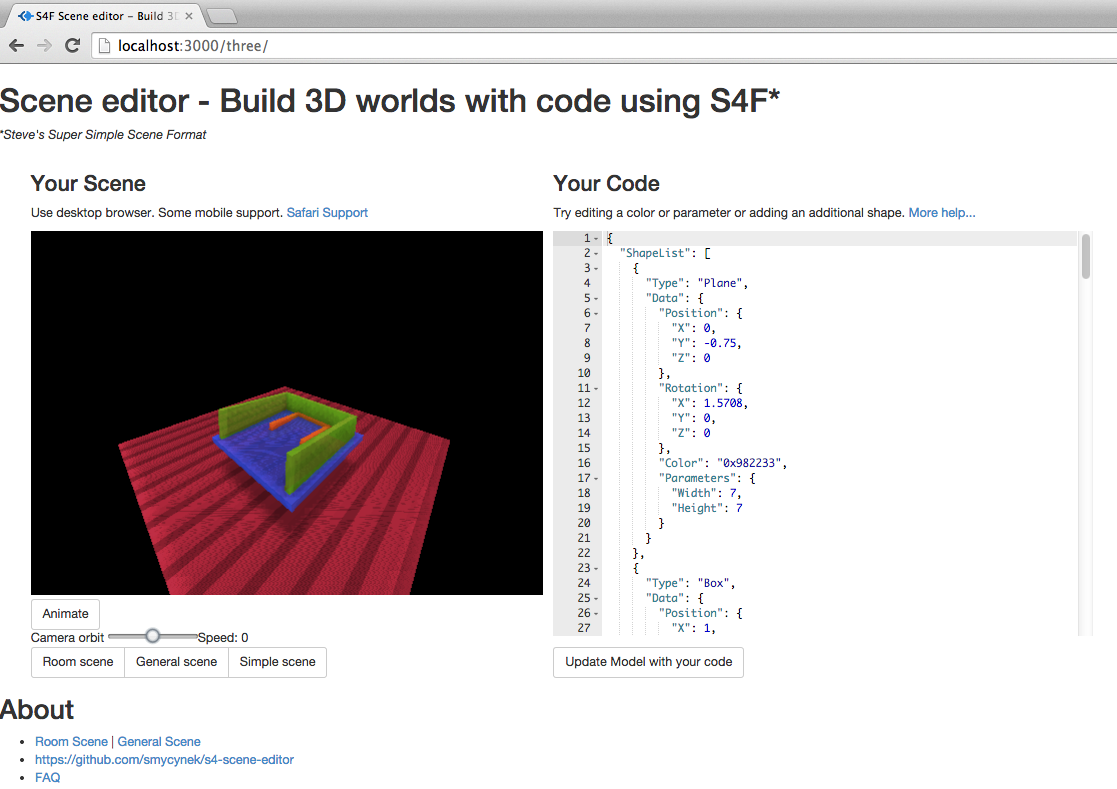 S4F Scene editor - Build 3D
localhost:3000/three/
Scene editor - Build 3D worlds with code using S4F*
*Steve's Super Simple Scene Format
Your Scene
Use desktop browser. Some mobile support. Safari Support
Animate
Camera orbit Speed: 0
Room scene General scene Simple scene
Your Code
Try editing a color or parameter or adding an additional shape. More help...
1 {
2 "ShapeList": [
3 {
4 "Type": "Plane",
5 "Data": {
6 "Position": {
7 "X": 0,
8 "Y": -0.75,
9 "Z": 0
10 },
11 "Rotation": {
12 "X": 1.5708,
13 "Y": 0,
14 "Z": 0
15 },
16 "Color": "0x982233",
17 "Parameters": {
18 "Width": 7,
19 "Height": 7
20 }
21 }
22 },
23 {
24 "Type": "Box",
25 "Data": {
26 "Position": {
27 "X": 1,
Update Model with your code
About
Room Scene | General Scene
https://github.com/smycynek/s4-scene-editor
FAQ